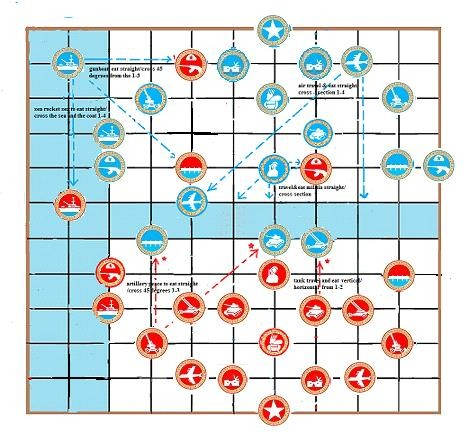 gunboat eat straight/cross 45
degrees from the 1-3
air travel & eat straight/
cross - section 1-4
sea rocket nence eat straight/
cross the sea and the coat 1-4
travel&eat militia straight/
cross section
artillery peace to eat straight
/cross 45 degrees 1-3
tank travel and eat vertical/
horizontal from 1-2